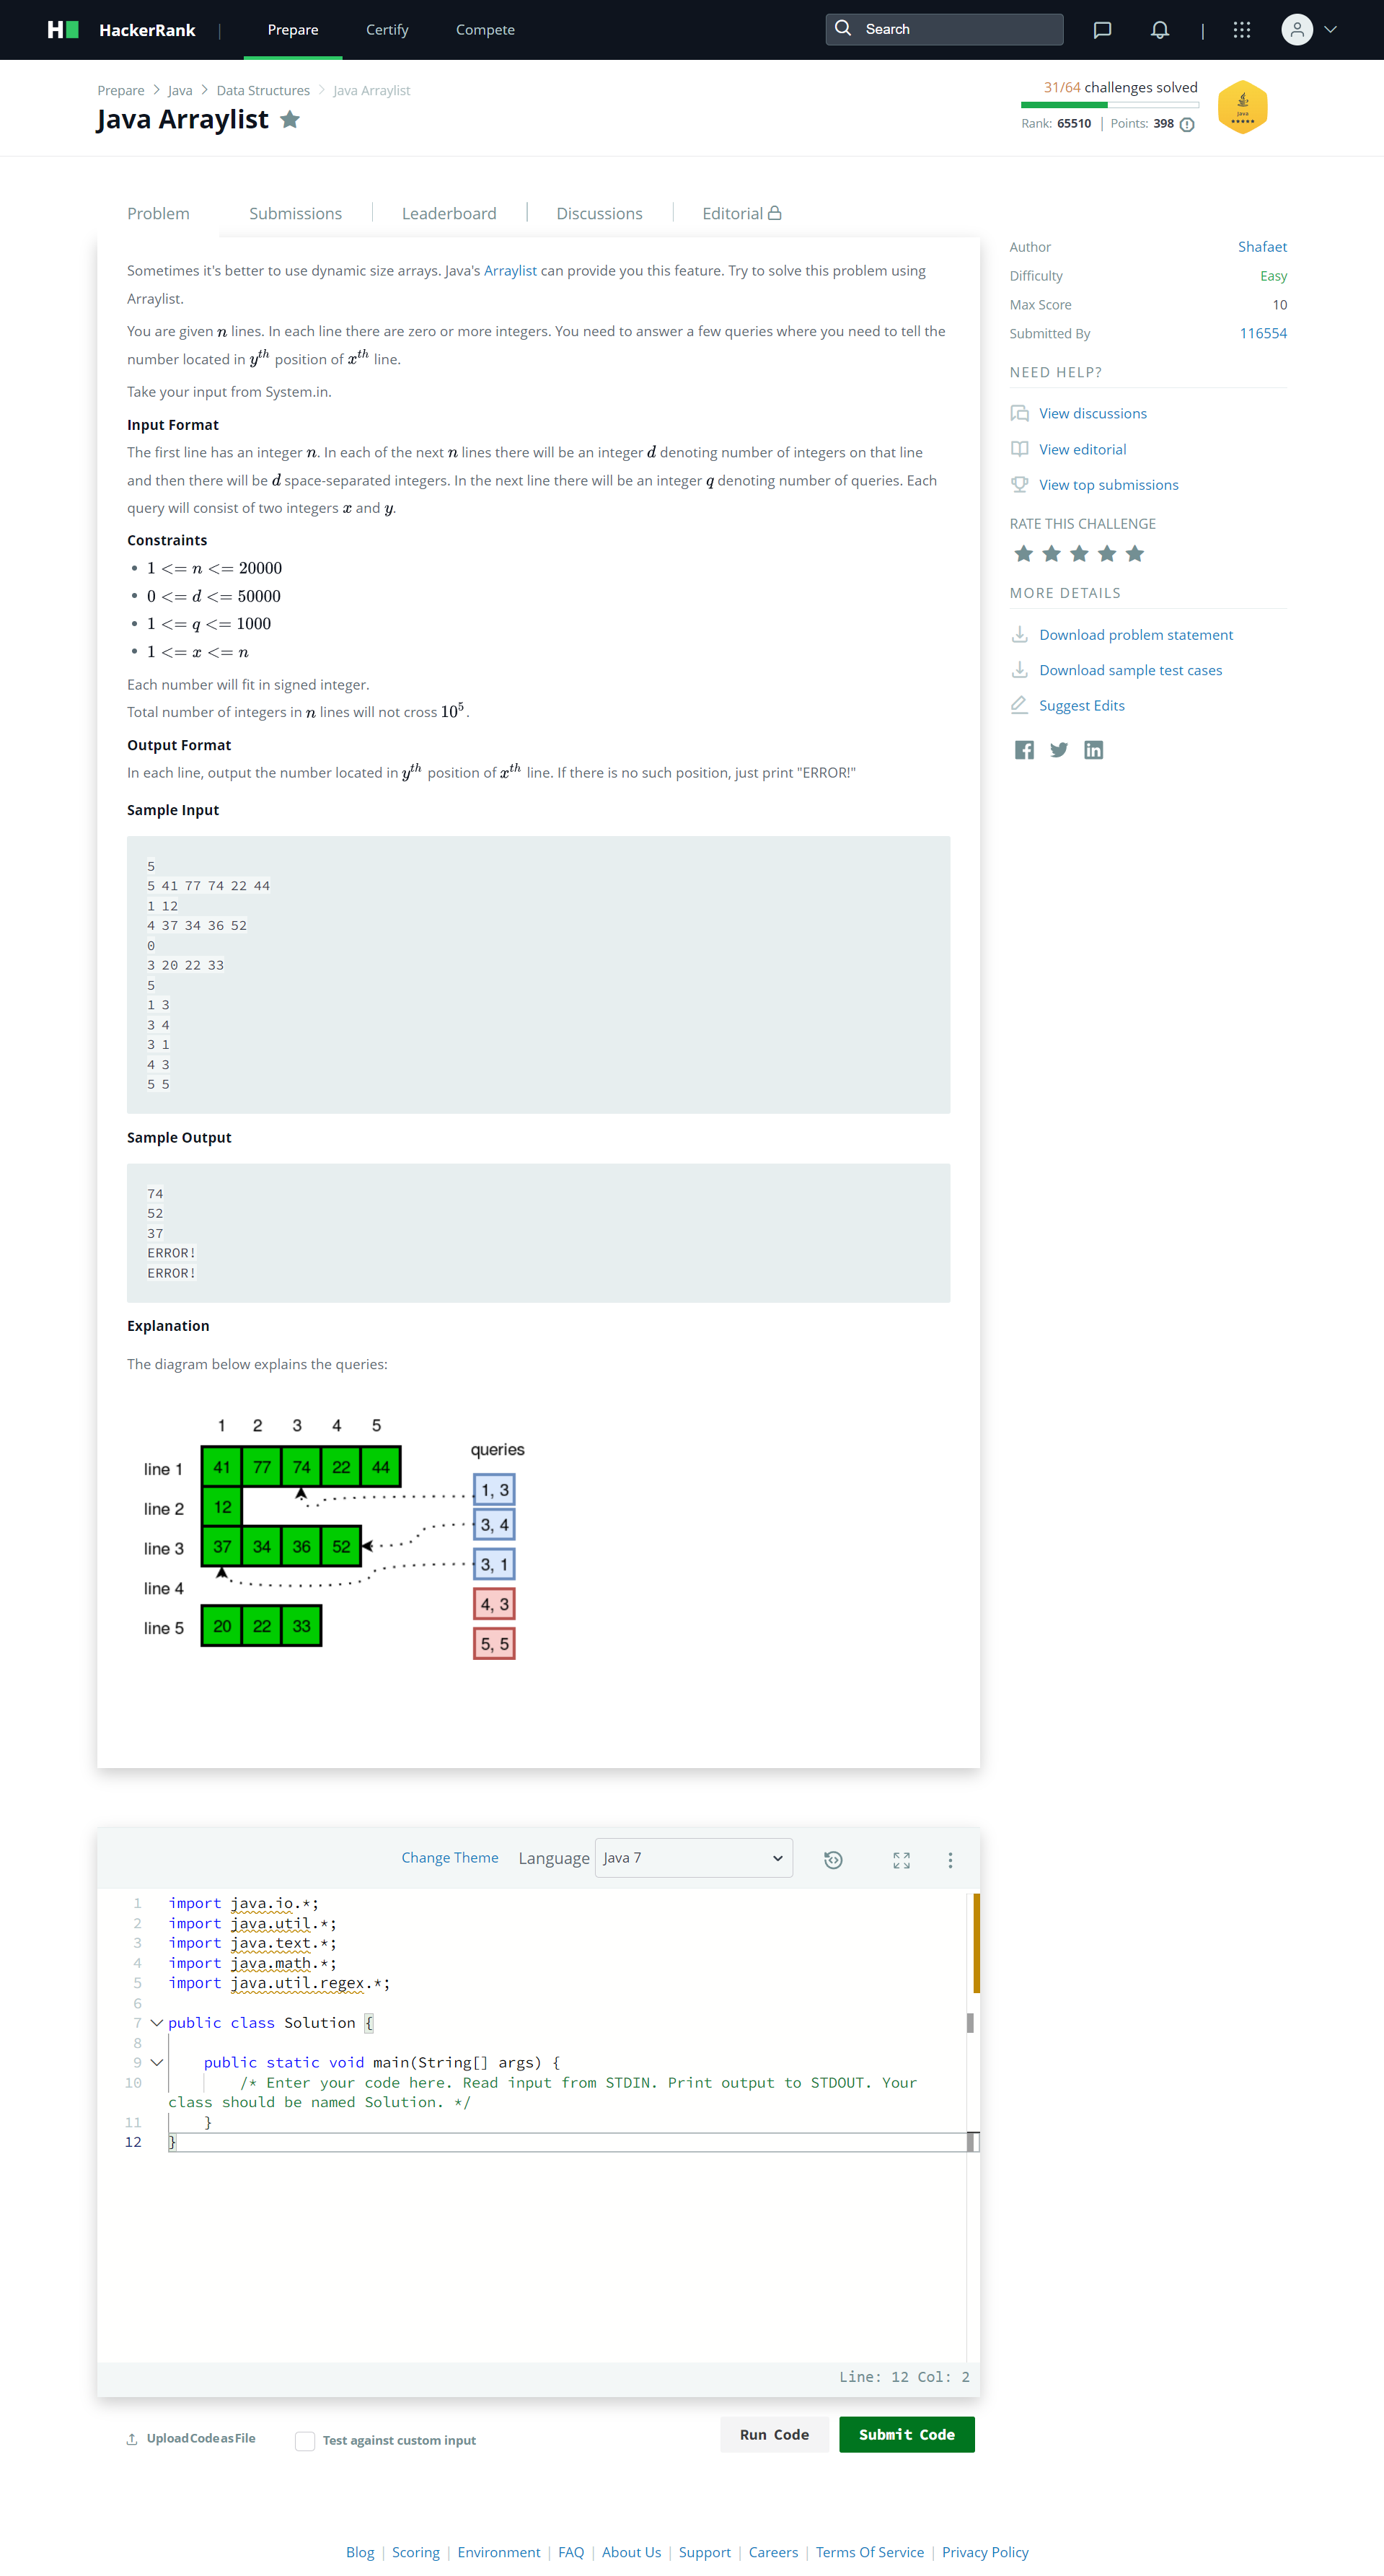 HackerRank | Prepare Certify Compete Search |
Prepare > Java > Data Structures > Java Arraylist
Java Arraylist
31/64 challenges solved
Rank: 65510 | Points: 398
Java
Problem Submissions Leaderboard Discussions Editorial
Sometimes it's better to use dynamic size arrays. Java's Arraylist can provide you this feature. Try to solve this problem using
Arraylist.
You are given n lines. In each line there are zero or more integers. You need to answer a few queries where you need to tell the
number located in yth position of xth line.
Take your input from System.in.
Input Format
The first line has an integer n. In each of the next n lines there will be an integer d denoting number of integers on that line
and then there will be d space-separated integers. In the next line there will be an integer q denoting number of queries. Each
query will consist of two integers x and y.
Constraints
• 1 <= n <= 20000
• 0 <= d <= 50000
• 1 <= q <= 1000
• 1 <= x <= n
Each number will fit in signed integer.
Total number of integers in n lines will not cross 10^5.
Output Format
In each line, output the number located in yth position of xth line. If there is no such position, just print "ERROR!"
Sample Input
5
5 41 77 74 22 44
1 12
4 37 34 36 52
0
3 20 22 33
5
1 3
3 4
3 1
4 3
5 5
Sample Output
74
52
37
ERROR!
ERROR!
Explanation
The diagram below explains the queries:
1 2 3 4 5
queries
line 1 41 77 74 22 44
1, 3
line 2 12
3, 4
line 3 37 34 36 52
3, 1
line 4
4, 3
line 5 20 22 33
5, 5
Author Shafaet
Difficulty Easy
Max Score 10
Submitted By 116554
NEED HELP?
View discussions
View editorial
View top submissions
RATE THIS CHALLENGE
MORE DETAILS
Download problem statement
Download sample test cases
Suggest Edits
Change Theme Language Java 7
1 import java.io.*;
2 import java.util.*;
3 import java.text.*;
4 import java.math.*;
5 import java.util.regex.*;
6
7 public class Solution {
8
9 public static void main(String[] args) {
10 /* Enter your code here. Read input from STDIN. Print output to STDOUT. Your
class should be named Solution. */
11 }
12 }
Line: 12 Col: 2
Upload Code as File Test against custom input Run Code Submit Code
Blog | Scoring | Environment | FAQ | About Us | Support | Careers | Terms Of Service | Privacy Policy